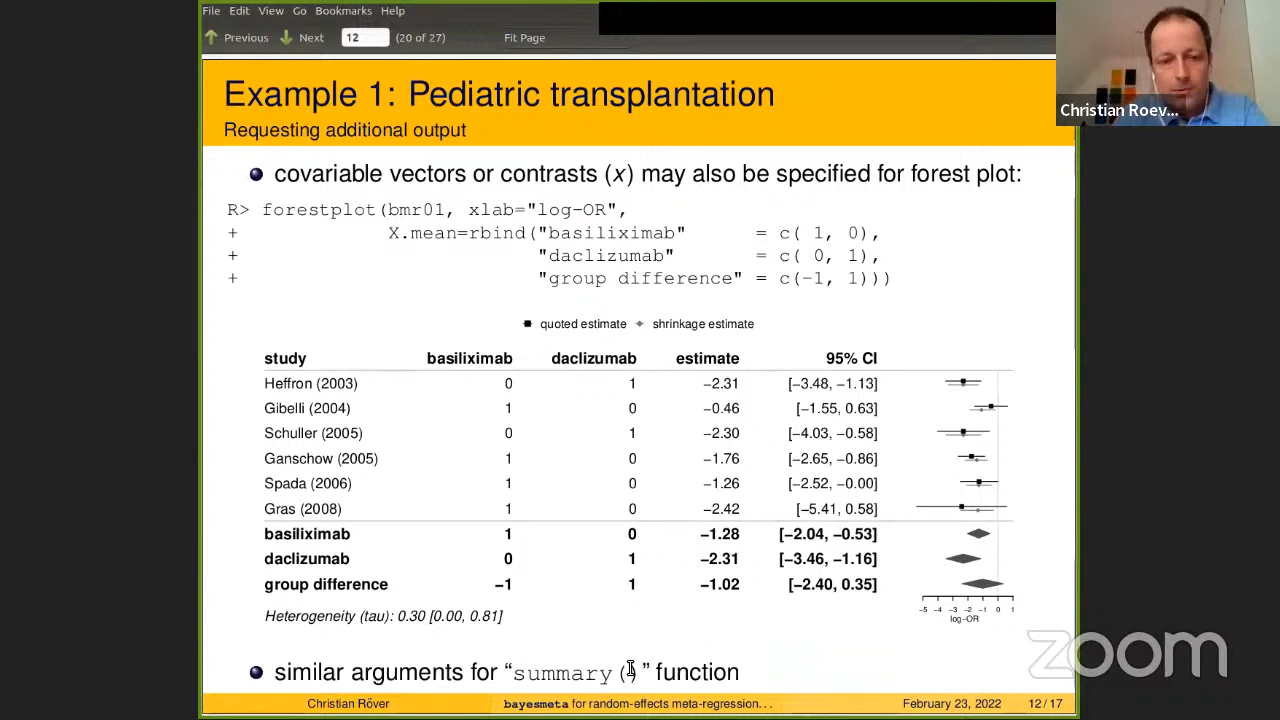 File Edit View Go Bookmarks Help
Previous Next 12 (20 of 27) Fit Page
Christian Roev...
Example 1: Pediatric transplantation
Requesting additional output
covariable vectors or contrasts (x) may also be specified for forest plot:
R> forestplot(bmr01, xlab="log-OR",
+ X.mean=rbind("basiliximab" = c( 1, 0),
+ "daclizumab" = c( 0, 1),
+ "group difference" = c(-1, 1)))
quoted estimate shrinkage estimate
study basiliximab daclizumab estimate 95% CI
Heffron (2003) 0 1 −2.31 [−3.48, −1.13]
Gibelli (2004) 1 0 −0.46 [−1.55, 0.63]
Schuller (2005) 0 1 −2.30 [−4.03, −0.58]
Ganschow (2005) 1 0 −1.76 [−2.65, −0.86]
Spada (2006) 1 0 −1.26 [−2.52, −0.00]
Gras (2008) 1 0 −2.42 [−5.41, 0.58]
basiliximab 1 0 −1.28 [−2.04, −0.53]
daclizumab 0 1 −2.31 [−3.46, −1.16]
group difference −1 1 −1.02 [−2.40, 0.35]
−5 −4 −3 −2 −1 0 1
log−OR
Heterogeneity (tau): 0.30 [0.00, 0.81]
similar arguments for “summary()” function
zoom
Christian Röver bayesmeta for random-effects meta-regression... February 23, 2022 12 / 17